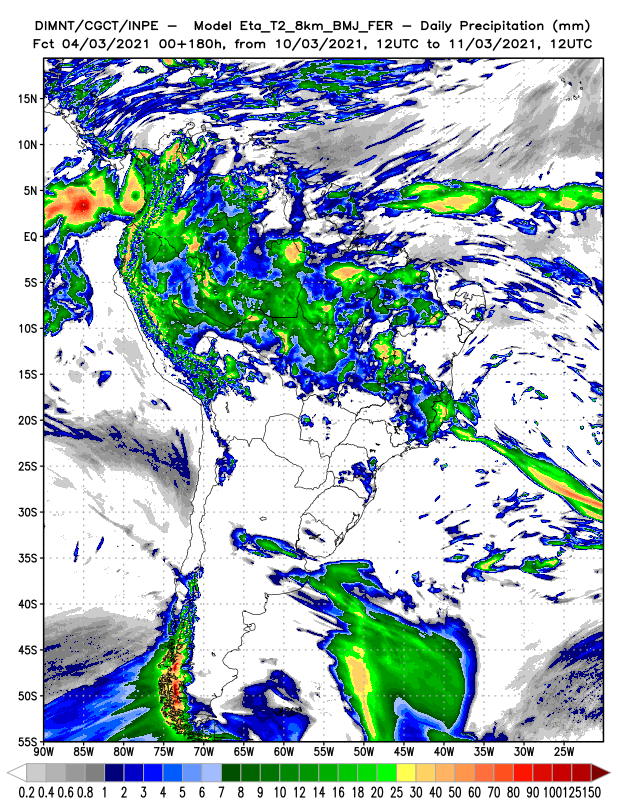 DIMNT/CGCT/INPE – Model Eta_T2_8km_BMJ_FER – Daily Precipitation (mm)
Fct 04/03/2021 00+180h, from 10/03/2021, 12UTC to 11/03/2021, 12UTC
15N
10N
5N
EQ
5S
10S
15S
20S
25S
30S
35S
40S
45S
50S
55S
90W 85W 80W 75W 70W 65W 60W 55W 50W 45W 40W 35W 30W 25W
0.2 0.4 0.6 0.8 1 2 3 4 5 6 7 8 9 10 12 14 16 18 20 25 30 40 50 60 70 80 90 100 125 150